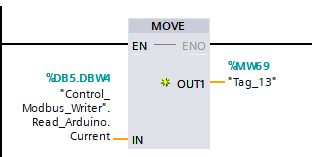 MOVE
EN
ENO
%DB5.DBW4
"Control_
Modbus_Writer".
Read_Arduino.
Current
IN
OUT1
%MW69
"Tag_13"